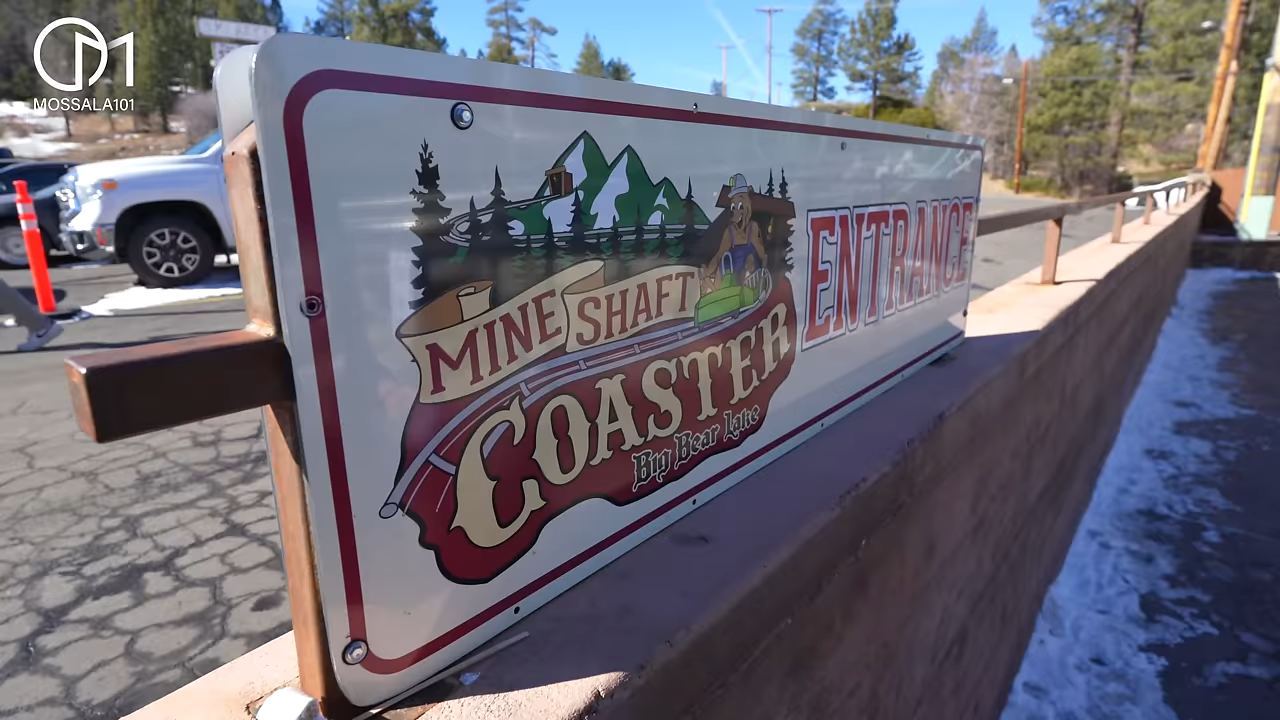 MOSSALA101
MINE SHAFT
COASTER
Big Bear Lake
ENTRANCE